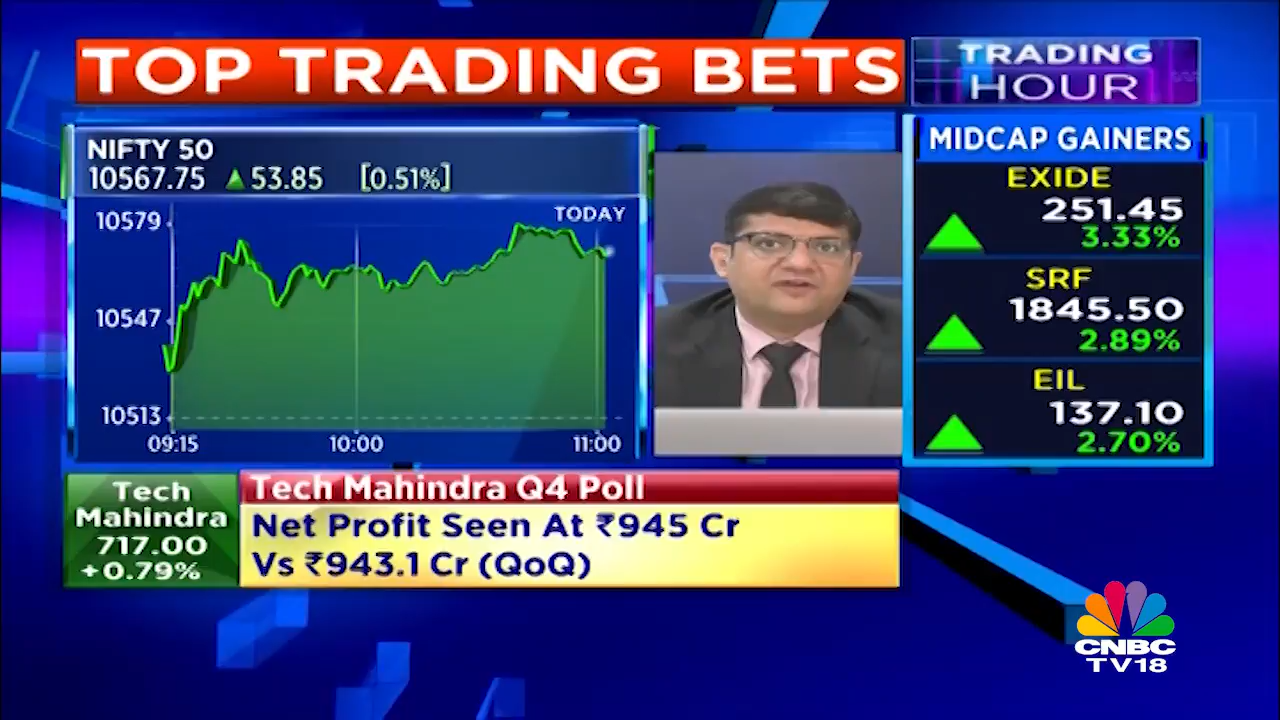 TOP TRADING BETS
TRADING
HOUR
NIFTY 50
10567.75 ▲ 53.85 [0.51%]
TODAY
10579
10547
10513
09:15 10:00 11:00
MIDCAP GAINERS
EXIDE
251.45
3.33%
SRF
1845.50
2.89%
EIL
137.10
2.70%
Tech
Mahindra
717.00
+0.79%
Tech Mahindra Q4 Poll
Net Profit Seen At ₹945 Cr
Vs ₹943.1 Cr (QoQ)
CNBC
TV18